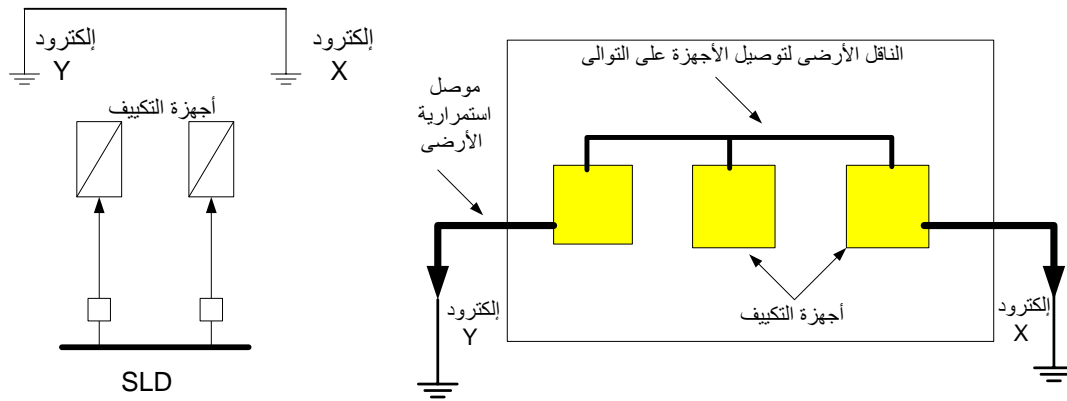 إلكترود
Y
إلكترود
X
أجهزة التكييف
SLD
الناقل الأرضى لتوصيل الأجهزة على التوالى
موصل
استمرارية
الأرضى
إلكترود
Y
أجهزة التكييف
إلكترود
X